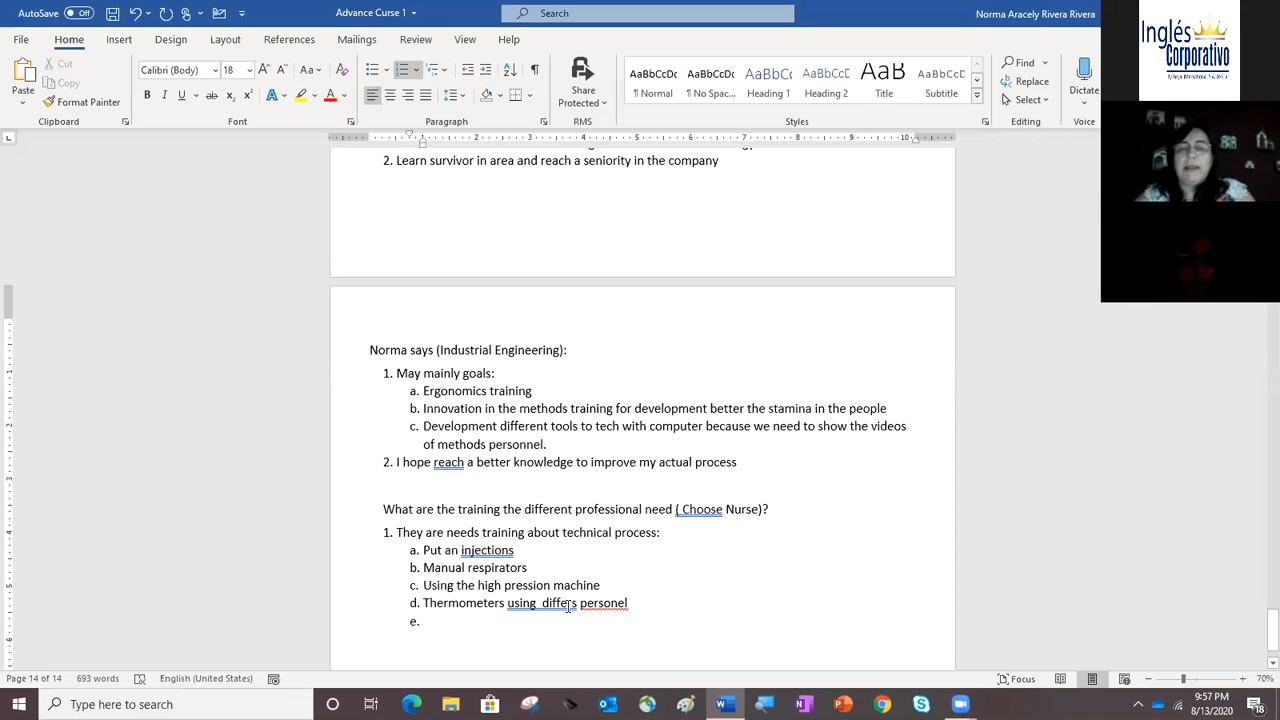 AutoSave Off
Advance Curse 1
Search
Norma Aracely Rivera Rivera
File Home Insert Design Layout References Mailings Review View Help
Cut
Copy
Format Painter
Paste
Calibri (Body) 18
Share
Protected
AaBbCcDc AaBbCcDc AaBbCc AaBbCcD AaB AaBbCcD
¶ Normal ¶ No Spac... Heading 1 Heading 2 Title Subtitle
Find
Replace
Select
Dictate
Clipboard Font Paragraph RMS Styles Editing Voice
Inglés
Corporativo
2. Learn survivor in area and reach a seniority in the company
Norma says (Industrial Engineering):
1. May mainly goals:
a. Ergonomics training
b. Innovation in the methods training for development better the stamina in the people
c. Development different tools to tech with computer because we need to show the videos
of methods personnel.
2. I hope reach a better knowledge to improve my actual process
What are the training the different professional need ( Choose Nurse)?
1. They are needs training about technical process:
a. Put an injections
b. Manual respirators
c. Using the high pression machine
d. Thermometers using differs personel
e.
Page 14 of 14 693 words English (United States) Focus 70%
Type here to search
9:57 PM
8/13/2020
18